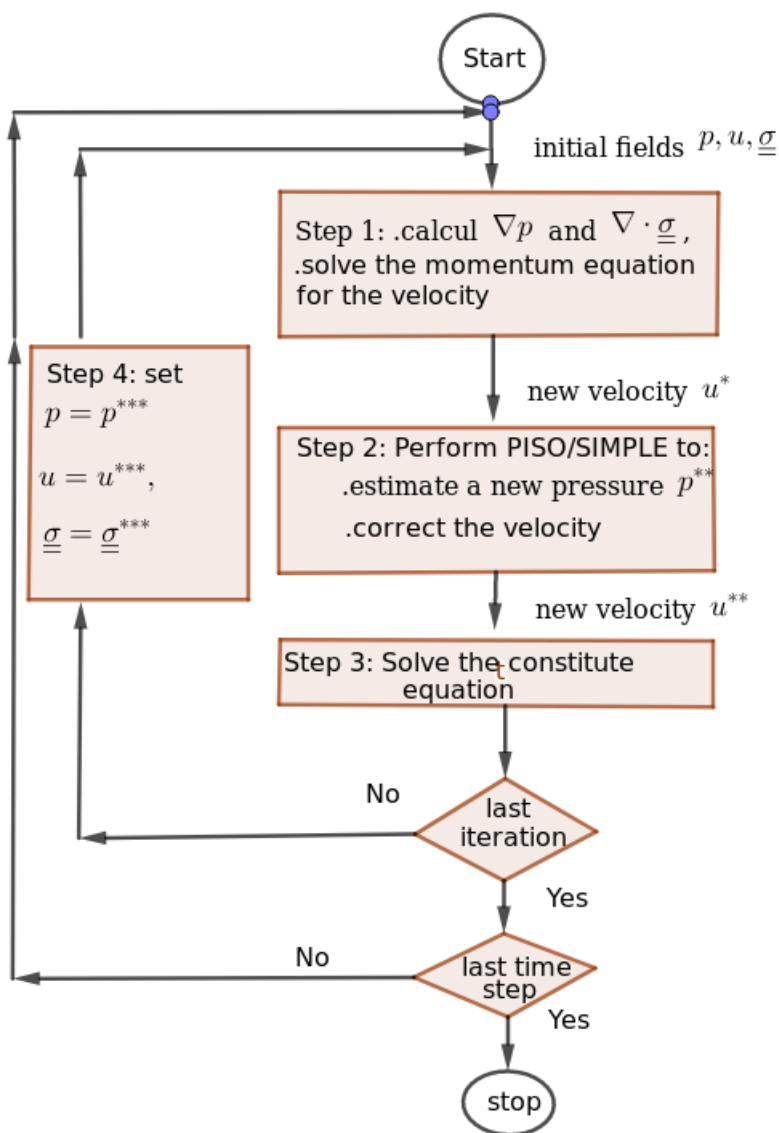 Start
initial fields p, u, σ̳
Step 1: .calcul ∇p and ∇ · σ̳ ,
.solve the momentum equation
for the velocity
new velocity u*
Step 2: Perform PISO/SIMPLE to:
.estimate a new pressure p**
.correct the velocity
new velocity u**
Step 3: Solve the constitute
t
equation
Step 4: set
p = p***
u = u***,
σ̳ = σ̳***
No
last
iteration
Yes
No
last time
step
Yes
stop